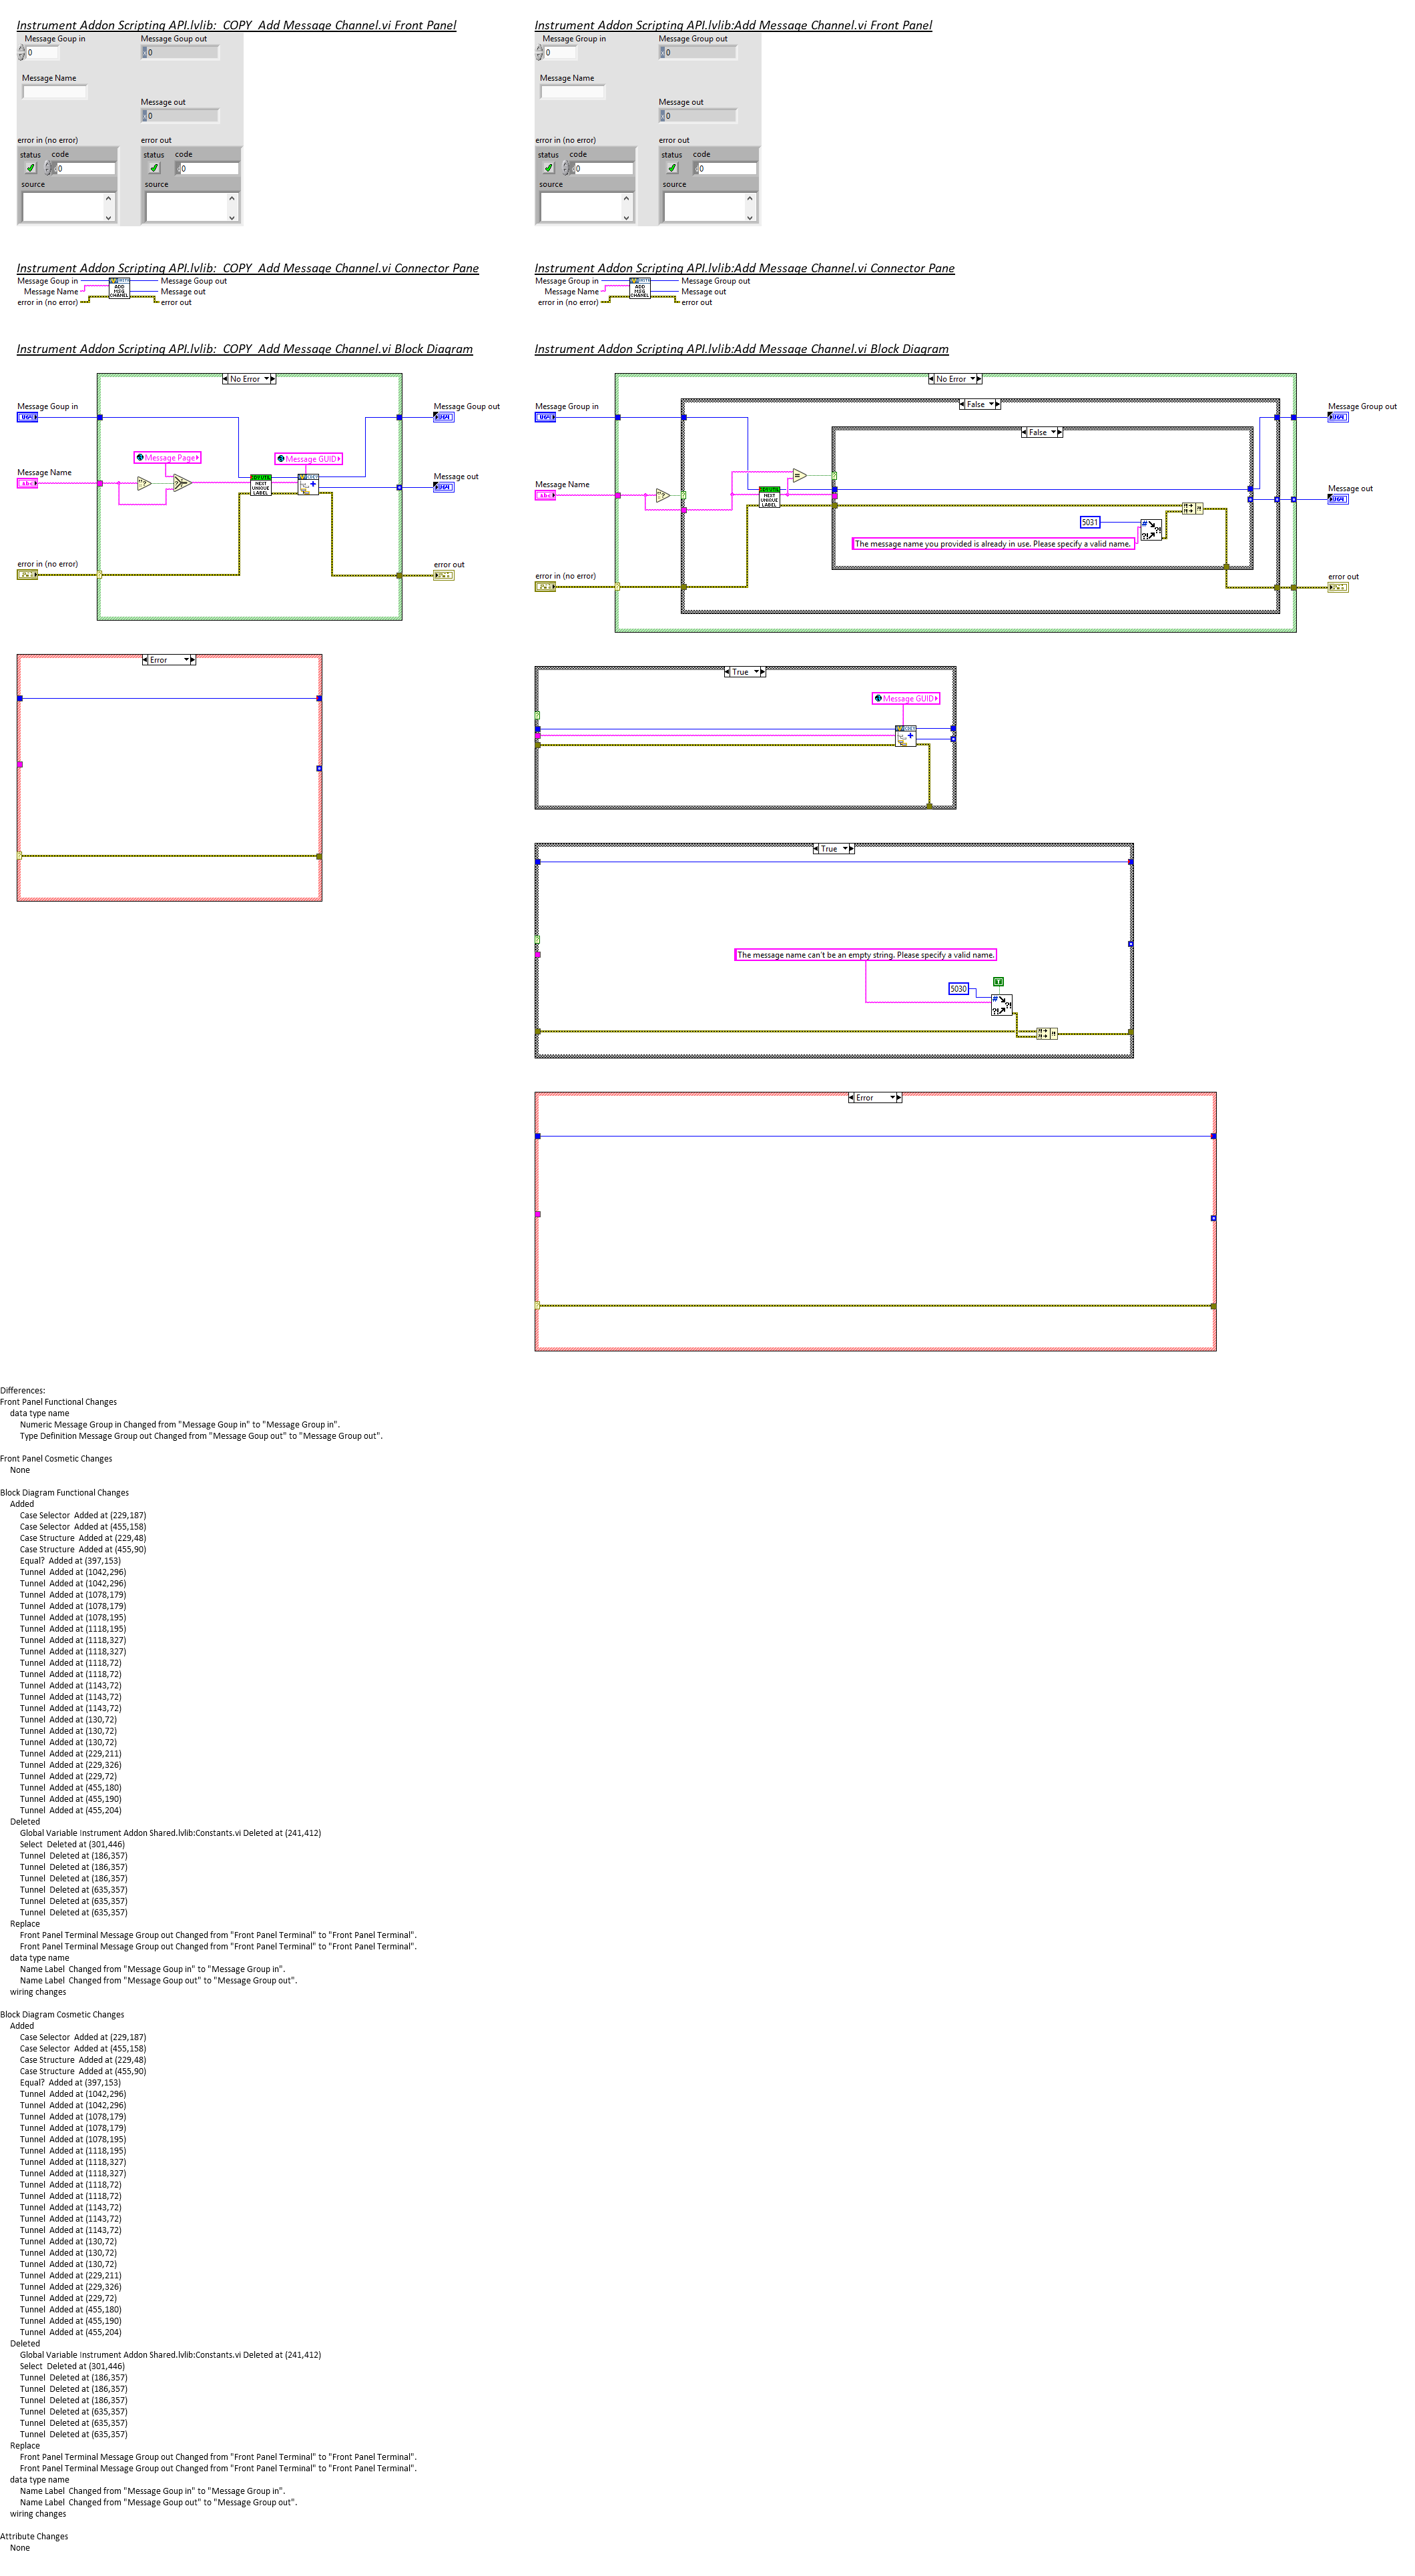 Instrument Addon Scripting API.lvlib:_COPY_Add Message Channel.vi Front Panel
Message Goup in
Message Goup out
0
0
Message Name
Message out
0
error in (no error)
error out
status
code
status
code
0
0
source
source
Instrument Addon Scripting API.lvlib:Add Message Channel.vi Front Panel
Message Group in
Message Group out
0
0
Message Name
Message out
0
error in (no error)
error out
status
code
status
code
0
0
source
source
Instrument Addon Scripting API.lvlib:_COPY_Add Message Channel.vi Connector Pane
Message Goup in
Message Goup out
Message Name
Message out
error in (no error)
error out
ADD
MSG
CHANEL
Instrument Addon Scripting API.lvlib:Add Message Channel.vi Connector Pane
Message Group in
Message Group out
Message Name
Message out
error in (no error)
error out
ADD
MSG
CHANEL
Instrument Addon Scripting API.lvlib:_COPY_Add Message Channel.vi Block Diagram
No Error
Message Goup in
Message Goup out
Message Page
Message GUID
Message Name
Message out
abc
NEXT
UNIQUE
LABEL
error in (no error)
error out
Error
Instrument Addon Scripting API.lvlib:Add Message Channel.vi Block Diagram
No Error
Message Group in
Message Group out
False
False
Message Name
Message out
abc
NEXT
UNIQUE
LABEL
5031
The message name you provided is already in use. Please specify a valid name.
error in (no error)
error out
True
Message GUID
True
The message name can't be an empty string. Please specify a valid name.
T
5030
Error
Differences:
Front Panel Functional Changes
data type name
Numeric Message Group in Changed from "Message Goup in" to "Message Group in".
Type Definition Message Group out Changed from "Message Goup out" to "Message Group out".
Front Panel Cosmetic Changes
None
Block Diagram Functional Changes
Added
Case Selector  Added at (229,187)
Case Selector  Added at (455,158)
Case Structure  Added at (229,48)
Case Structure  Added at (455,90)
Equal?  Added at (397,153)
Tunnel  Added at (1042,296)
Tunnel  Added at (1042,296)
Tunnel  Added at (1078,179)
Tunnel  Added at (1078,179)
Tunnel  Added at (1078,195)
Tunnel  Added at (1118,195)
Tunnel  Added at (1118,327)
Tunnel  Added at (1118,327)
Tunnel  Added at (1118,72)
Tunnel  Added at (1118,72)
Tunnel  Added at (1143,72)
Tunnel  Added at (1143,72)
Tunnel  Added at (1143,72)
Tunnel  Added at (130,72)
Tunnel  Added at (130,72)
Tunnel  Added at (130,72)
Tunnel  Added at (229,211)
Tunnel  Added at (229,326)
Tunnel  Added at (229,72)
Tunnel  Added at (455,180)
Tunnel  Added at (455,190)
Tunnel  Added at (455,204)
Deleted
Global Variable Instrument Addon Shared.lvlib:Constants.vi Deleted at (241,412)
Select  Deleted at (301,446)
Tunnel  Deleted at (186,357)
Tunnel  Deleted at (186,357)
Tunnel  Deleted at (186,357)
Tunnel  Deleted at (635,357)
Tunnel  Deleted at (635,357)
Tunnel  Deleted at (635,357)
Replace
Front Panel Terminal Message Group out Changed from "Front Panel Terminal" to "Front Panel Terminal".
Front Panel Terminal Message Group out Changed from "Front Panel Terminal" to "Front Panel Terminal".
data type name
Name Label  Changed from "Message Goup in" to "Message Group in".
Name Label  Changed from "Message Goup out" to "Message Group out".
wiring changes
Block Diagram Cosmetic Changes
Added
Case Selector  Added at (229,187)
Case Selector  Added at (455,158)
Case Structure  Added at (229,48)
Case Structure  Added at (455,90)
Equal?  Added at (397,153)
Tunnel  Added at (1042,296)
Tunnel  Added at (1042,296)
Tunnel  Added at (1078,179)
Tunnel  Added at (1078,179)
Tunnel  Added at (1078,195)
Tunnel  Added at (1118,195)
Tunnel  Added at (1118,327)
Tunnel  Added at (1118,327)
Tunnel  Added at (1118,72)
Tunnel  Added at (1118,72)
Tunnel  Added at (1143,72)
Tunnel  Added at (1143,72)
Tunnel  Added at (1143,72)
Tunnel  Added at (130,72)
Tunnel  Added at (130,72)
Tunnel  Added at (130,72)
Tunnel  Added at (229,211)
Tunnel  Added at (229,326)
Tunnel  Added at (229,72)
Tunnel  Added at (455,180)
Tunnel  Added at (455,190)
Tunnel  Added at (455,204)
Deleted
Global Variable Instrument Addon Shared.lvlib:Constants.vi Deleted at (241,412)
Select  Deleted at (301,446)
Tunnel  Deleted at (186,357)
Tunnel  Deleted at (186,357)
Tunnel  Deleted at (186,357)
Tunnel  Deleted at (635,357)
Tunnel  Deleted at (635,357)
Tunnel  Deleted at (635,357)
Replace
Front Panel Terminal Message Group out Changed from "Front Panel Terminal" to "Front Panel Terminal".
Front Panel Terminal Message Group out Changed from "Front Panel Terminal" to "Front Panel Terminal".
data type name
Name Label  Changed from "Message Goup in" to "Message Group in".
Name Label  Changed from "Message Goup out" to "Message Group out".
wiring changes
Attribute Changes
None